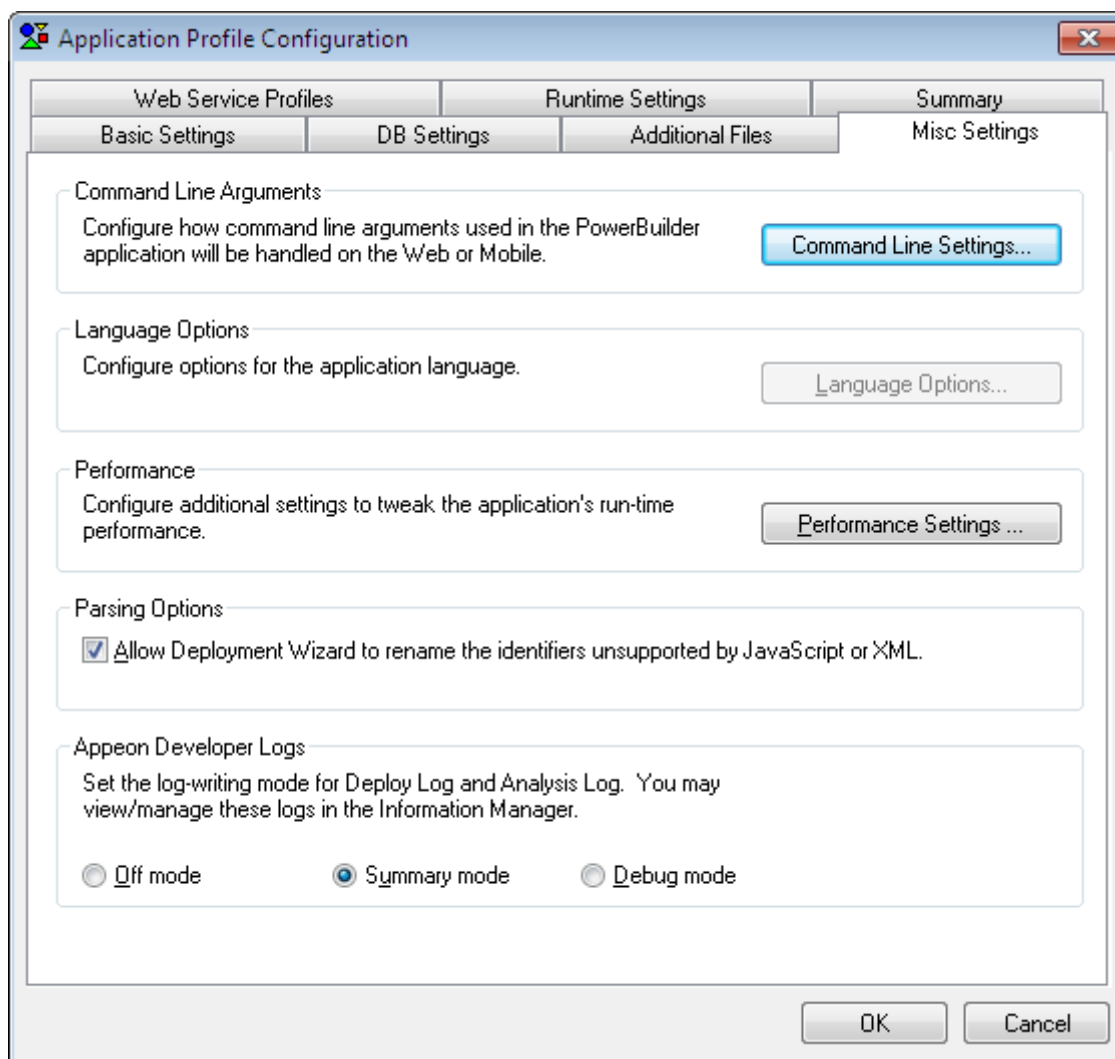 Application Profile Configuration
Web Service Profiles
Runtime Settings
Summary
Basic Settings
DB Settings
Additional Files
Misc Settings
Command Line Arguments
Configure how command line arguments used in the PowerBuilder
application will be handled on the Web or Mobile.
Command Line Settings...
Language Options
Configure options for the application language.
Language Options...
Performance
Configure additional settings to tweak the application's run-time
performance.
Performance Settings ...
Parsing Options
Allow Deployment Wizard to rename the identifiers unsupported by JavaScript or XML.
Appeon Developer Logs
Set the log-writing mode for Deploy Log and Analysis Log.  You may
view/manage these logs in the Information Manager.
Off mode
Summary mode
Debug mode
OK
Cancel